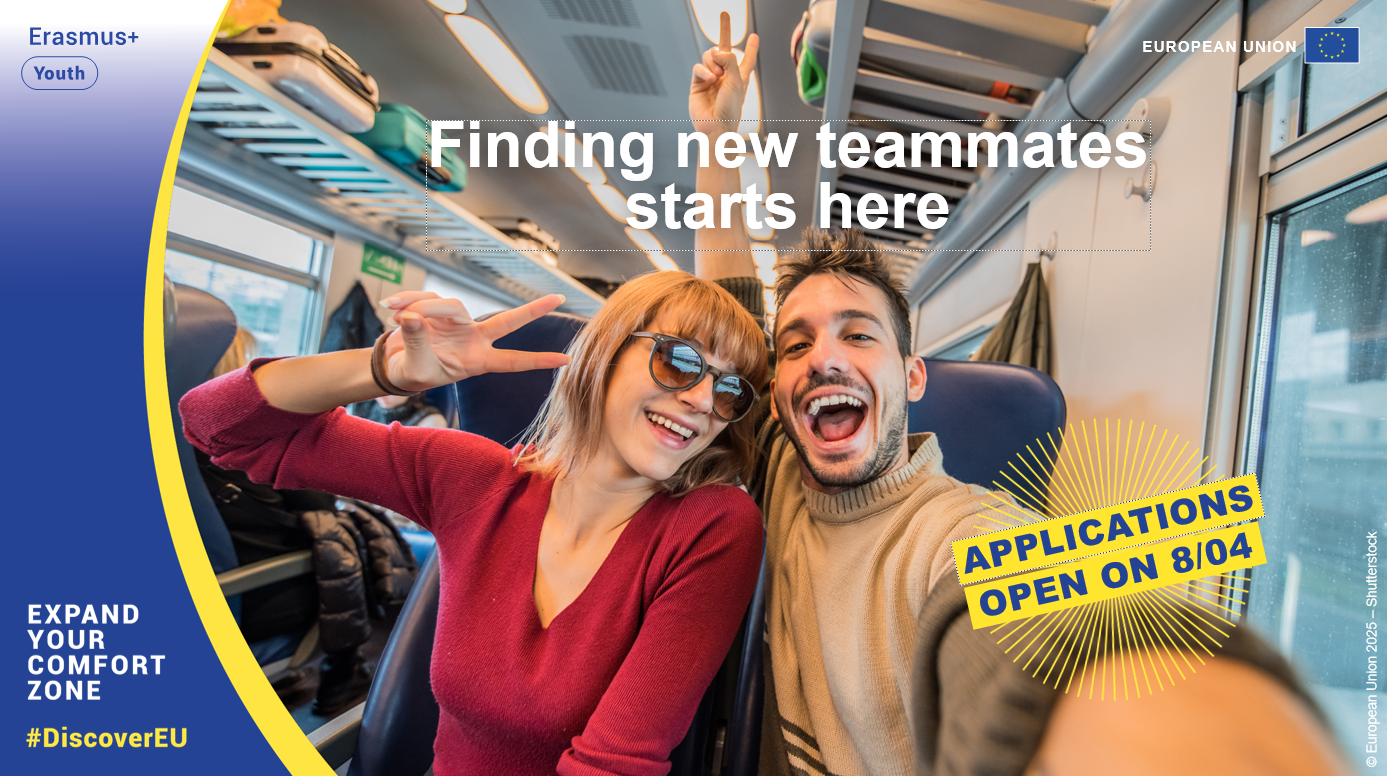 Erasmus+
Youth
EUROPEAN UNION
Finding new teammates
starts here
APPLICATIONS
OPEN ON 8/04
EXPAND
YOUR
COMFORT
ZONE
#DiscoverEU
© European Union 2025 – Shutterstock